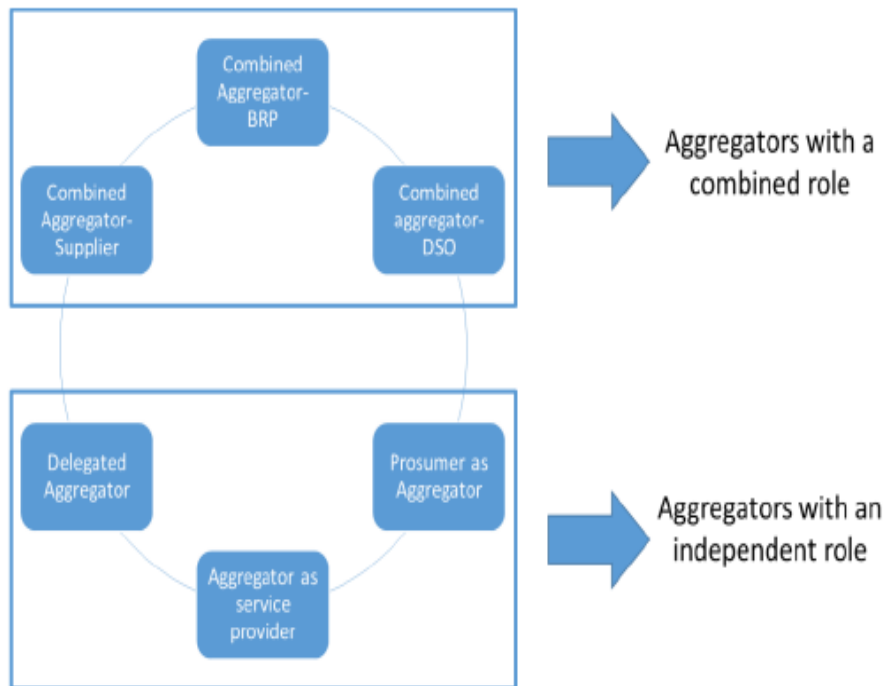 Combined
Aggregator-
BRP
Combined
Aggregator-
Supplier
Combined
aggregator-
DSO
Aggregators with a
combined role
Delegated
Aggregator
Prosumer as
Aggregator
Aggregator as
service
provider
Aggregators with an
independent role